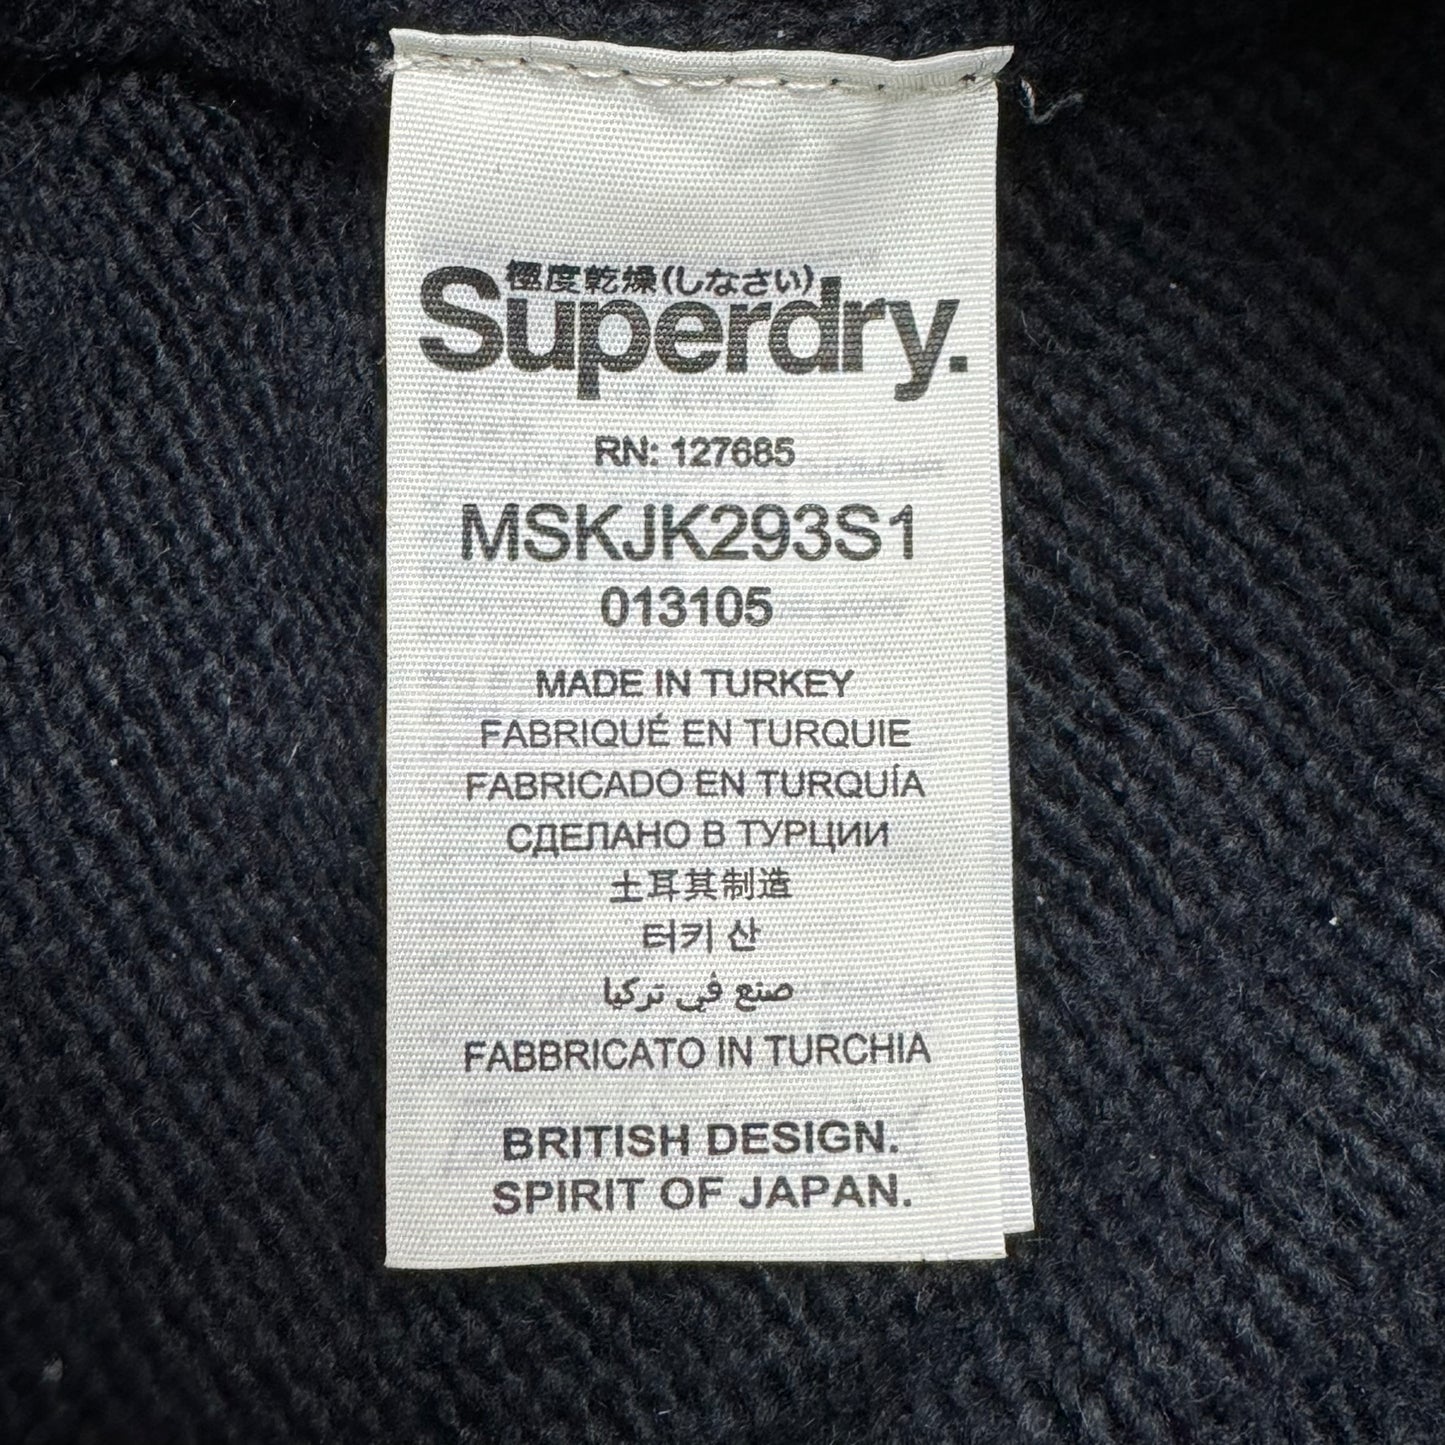 極度乾燥(しなさい)
Superdry.
RN: 127685
MSKJK293S1
013105
MADE IN TURKEY
FABRIQUÉ EN TURQUIE
FABRICADO EN TURQUÍA
СДЕЛАНО В ТУРЦИИ
土耳其制造
터키 산
صنع في تركيا
FABBRICATO IN TURCHIA
BRITISH DESIGN.
SPIRIT OF JAPAN.